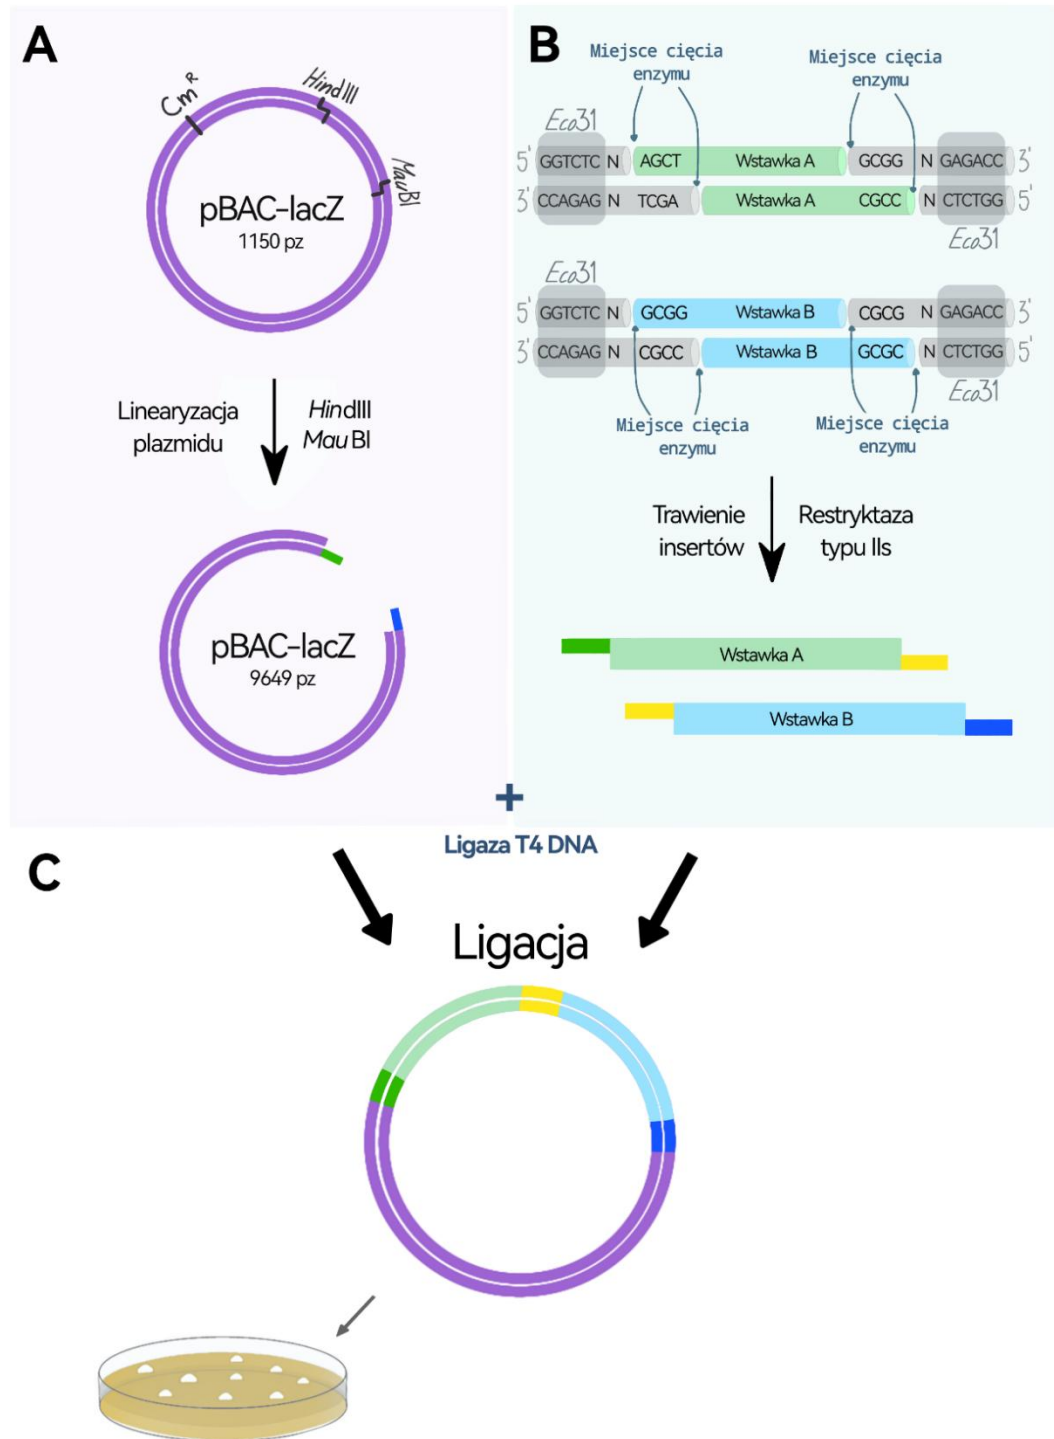 A
Cm^R
HindIII
MauBI
pBAC-lacZ
1150 pz
Linearyzacja
plazmidu
HindIII
Mau BI
pBAC-lacZ
9649 pz
B
Miejsce cięcia
enzymu
Miejsce cięcia
enzymu
Eco31
5' GGTCTC N AGCT Wstawka A GCGG N GAGACC 3'
3' CCAGAG N TCGA Wstawka A CGCC N CTCTGG 5'
Eco31
Eco31
5' GGTCTC N GCGG Wstawka B CGCG N GAGACC 3'
3' CCAGAG N CGCC Wstawka B GCGC N CTCTGG 5'
Eco31
Miejsce cięcia
enzymu
Miejsce cięcia
enzymu
Trawienie
insertów
Restryktaza
typu IIs
Wstawka A
Wstawka B
+
Ligaza T4 DNA
C
Ligacja